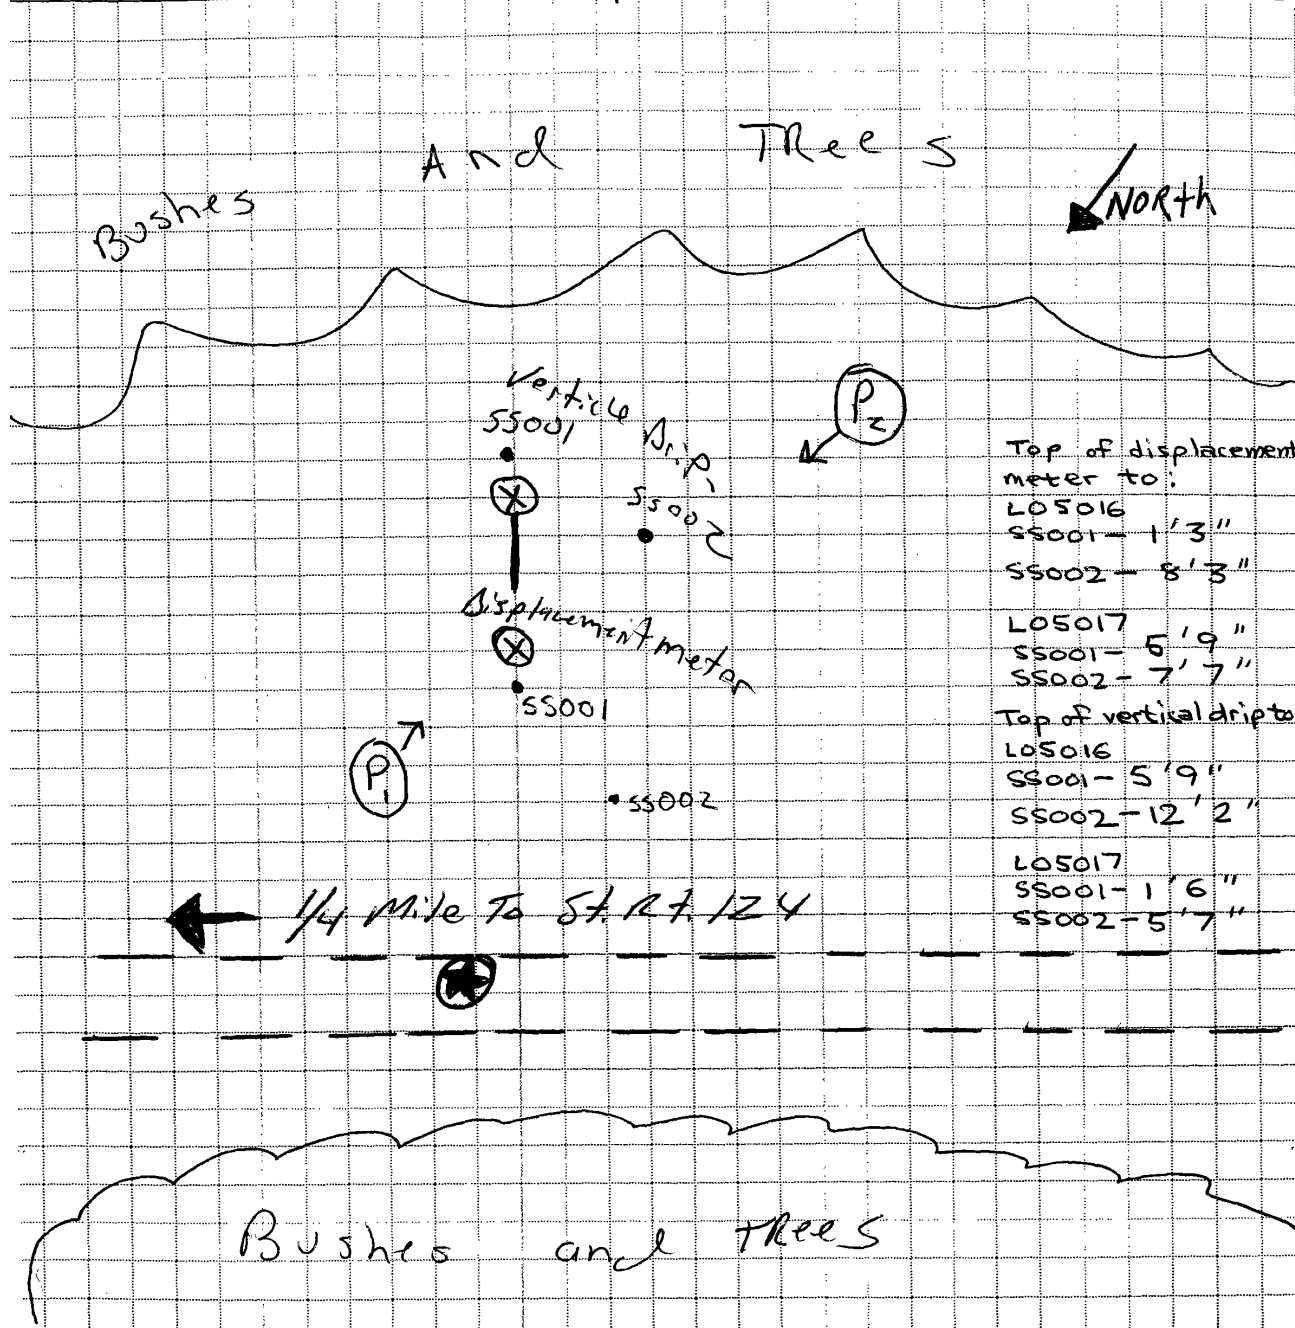 Bushes And TRees
NORth
Verticle Drip,
SS001
SS002
P2
Displacement meter
SS001
P1
SS002
Top of displacement
meter to:
LO5016
SS001- 1'3"
SS002- 8'3"
LO5017
SS001- 6'9"
SS002- 7'7"
Top of vertical drip to
LO5016
SS001- 5'9"
SS002-12'2"
LO5017
SS001- 1'6"
SS002-5'7"
1/4 Mile To St. Rt. 124
Bushes and tRees